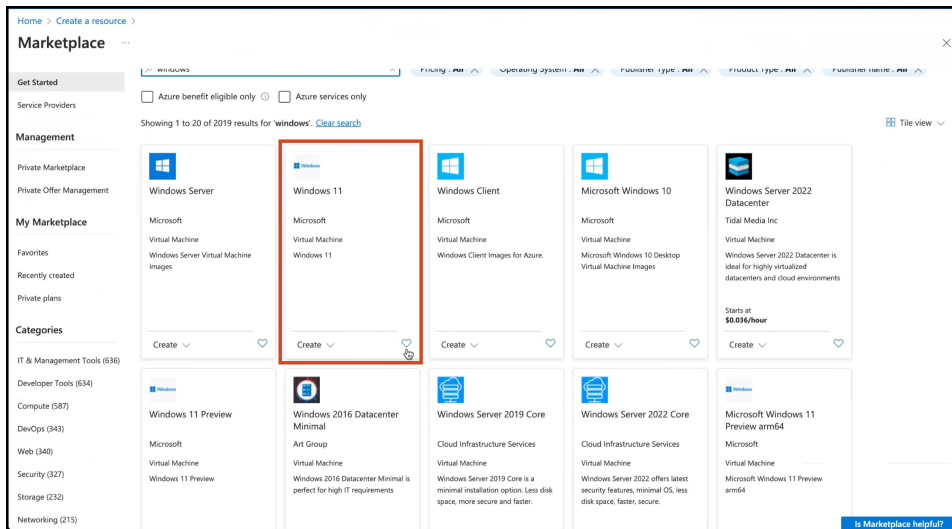 Home > Create a resource >
Marketplace ...
Get Started
Service Providers
Management
Private Marketplace
Private Offer Management
My Marketplace
Favorites
Recently created
Private plans
Categories
IT & Management Tools (636)
Developer Tools (634)
Compute (587)
DevOps (343)
Web (340)
Security (327)
Storage (232)
Networking (215)
windows
Pricing : All
Operating System : All
Publisher Type : All
Product Type : All
Publisher name : All
Azure benefit eligible only
Azure services only
Showing 1 to 20 of 2019 results for 'windows'. Clear search
Tile view
Windows Server
Microsoft
Virtual Machine
Windows Server Virtual Machine
Images
Create
Windows
Windows 11
Microsoft
Virtual Machine
Windows 11
Create
Windows Client
Microsoft
Virtual Machine
Windows Client Images for Azure.
Create
Microsoft Windows 10
Microsoft
Virtual Machine
Microsoft Windows 10 Desktop
Virtual Machine Images
Create
Windows Server 2022
Datacenter
Tidal Media Inc
Virtual Machine
Windows Server 2022 Datacenter is
ideal for highly virtualized
datacenters and cloud environments
Starts at
$0.036/hour
Create
Windows
Windows 11 Preview
Microsoft
Virtual Machine
Windows 11 Preview
Windows 2016 Datacenter
Minimal
Art Group
Virtual Machine
Windows 2016 Datacenter Minimal is
perfect for high IT requirements
Windows Server 2019 Core
Cloud Infrastructure Services
Virtual Machine
Windows Server 2019 Core is a
minimal installation option. Less disk
space, more secure and faster.
Windows Server 2022 Core
Cloud Infrastructure Services
Virtual Machine
Windows Server 2022 offers latest
security features, minimal OS, less
disk space, faster, secure.
Windows
Microsoft Windows 11
Preview arm64
Microsoft
Virtual Machine
Microsoft Windows 11 Preview
arm64
Is Marketplace helpful?